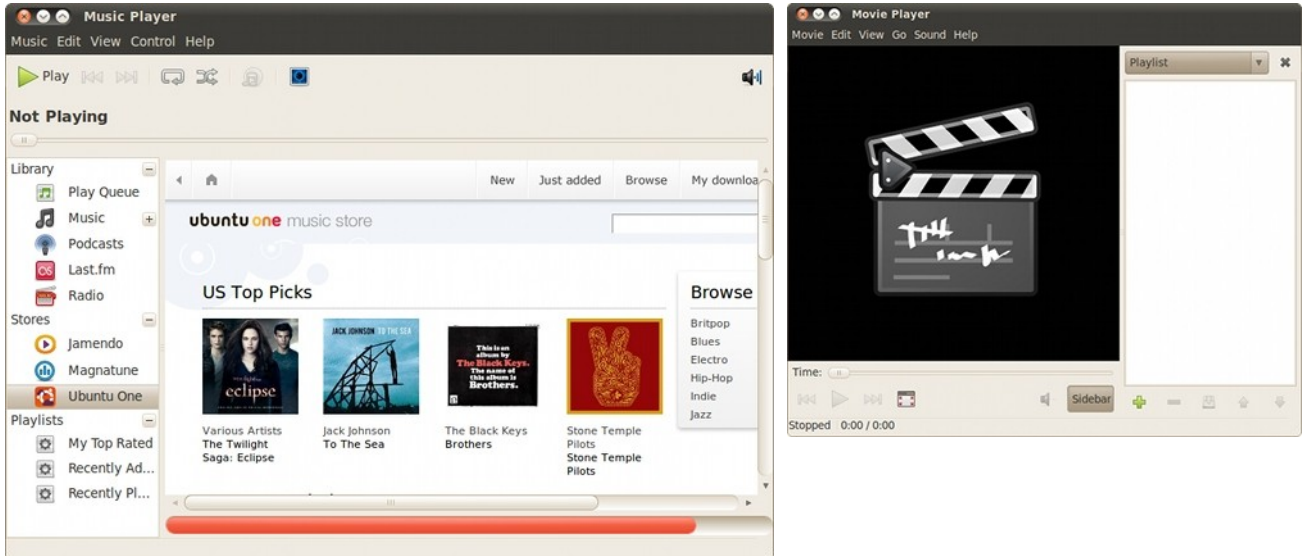 Music Player
Music Edit View Control Help
Play
Not Playing
Library
Play Queue
Music
Podcasts
Last.fm
Radio
Stores
Jamendo
Magnatune
Ubuntu One
Playlists
My Top Rated
Recently Ad...
Recently Pl...
New Just added Browse My downloa
ubuntu one music store
US Top Picks
eclipse
JACK JOHNSON TO THE SEA
This is an
album by
The Black Keys.
The name of
this album is
Brothers.
Various Artists
The Twilight
Saga: Eclipse
Jack Johnson
To The Sea
The Black Keys
Brothers
Stone Temple
Pilots
Stone Temple
Pilots
Browse
Britpop
Blues
Electro
Hip-Hop
Indie
Jazz
Movie Player
Movie Edit View Go Sound Help
Playlist
Time:
Sidebar
Stopped 0:00 / 0:00